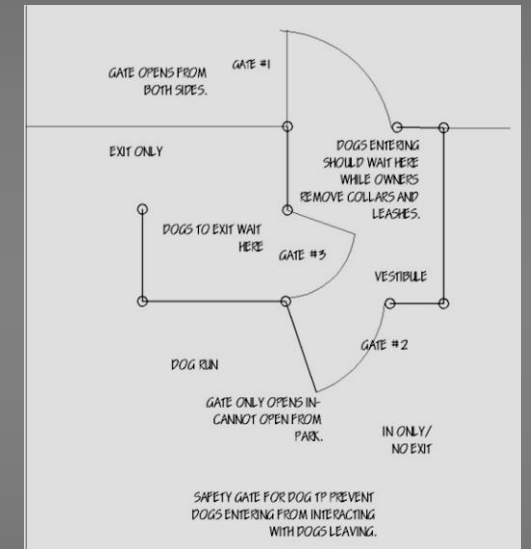 GATE OPENS FROM
BOTH SIDES.
GATE #1
EXIT ONLY
DOGS ENTERING
SHOULD WAIT HERE
WHILE OWNERS
REMOVE COLLARS AND
LEASHES.
DOGS TO EXIT WAIT
HERE
GATE #3
VESTIBULE
GATE #2
DOG RUN
GATE ONLY OPENS IN-
CANNOT OPEN FROM
PARK.
IN ONLY/
NO EXIT
SAFETY GATE FOR DOG TP PREVENT
DOGS ENTERING FROM INTERACTING
WITH DOGS LEAVING.